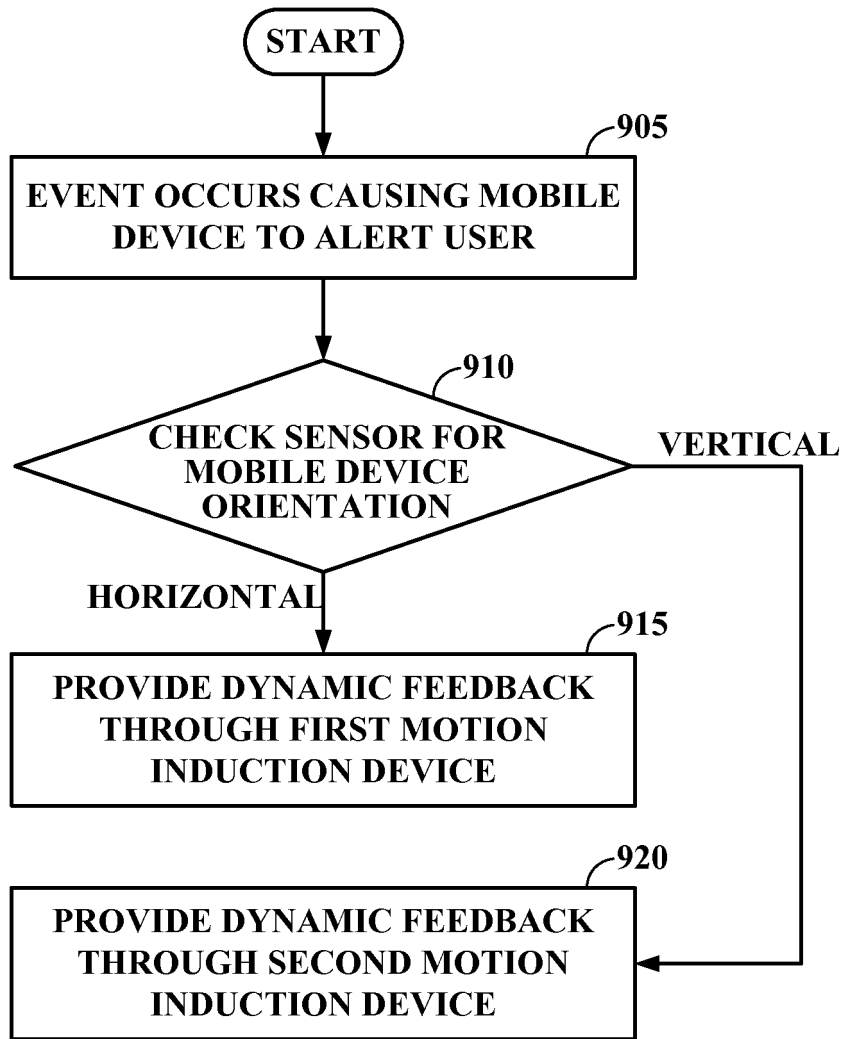 START
905
EVENT OCCURS CAUSING MOBILE
DEVICE TO ALERT USER
910
CHECK SENSOR FOR
MOBILE DEVICE
ORIENTATION
VERTICAL
HORIZONTAL
915
PROVIDE DYNAMIC FEEDBACK
THROUGH FIRST MOTION
INDUCTION DEVICE
920
PROVIDE DYNAMIC FEEDBACK
THROUGH SECOND MOTION
INDUCTION DEVICE